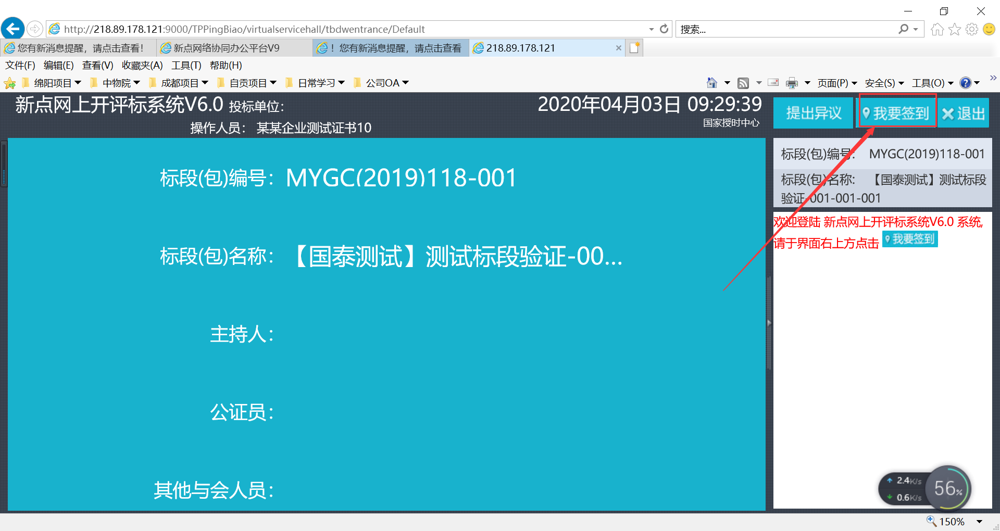 http://218.89.178.121:9000/TPPingBiao/virtualservicehall/tbdwentrance/Default
搜索...
您有新消息提醒，请点击查看!
新点网络协同办公平台V9
！您有新消息提醒，请点击查看
218.89.178.121
文件(F) 编辑(E) 查看(V) 收藏夹(A) 工具(T) 帮助(H)
绵阳项目 中物院 成都项目 自贡项目 日常学习 公司OA
页面(P) 安全(S) 工具(O)
新点网上开评标系统V6.0 投标单位：
操作人员： 某某企业测试证书10
2020年04月03日 09:29:39
国家授时中心
提出异议
我要签到
退出
标段(包)编号：MYGC(2019)118-001
标段(包)名称：【国泰测试】测试标段验证-00...
主持人：
公证员：
其他与会人员：
标段(包)编号: MYGC(2019)118-001
标段(包)名称: 【国泰测试】测试标段
验证-001-001-001
欢迎登陆 新点网上开评标系统V6.0 系统,
请于界面右上方点击 我要签到
2.4K/s
0.6K/s
56%
150%